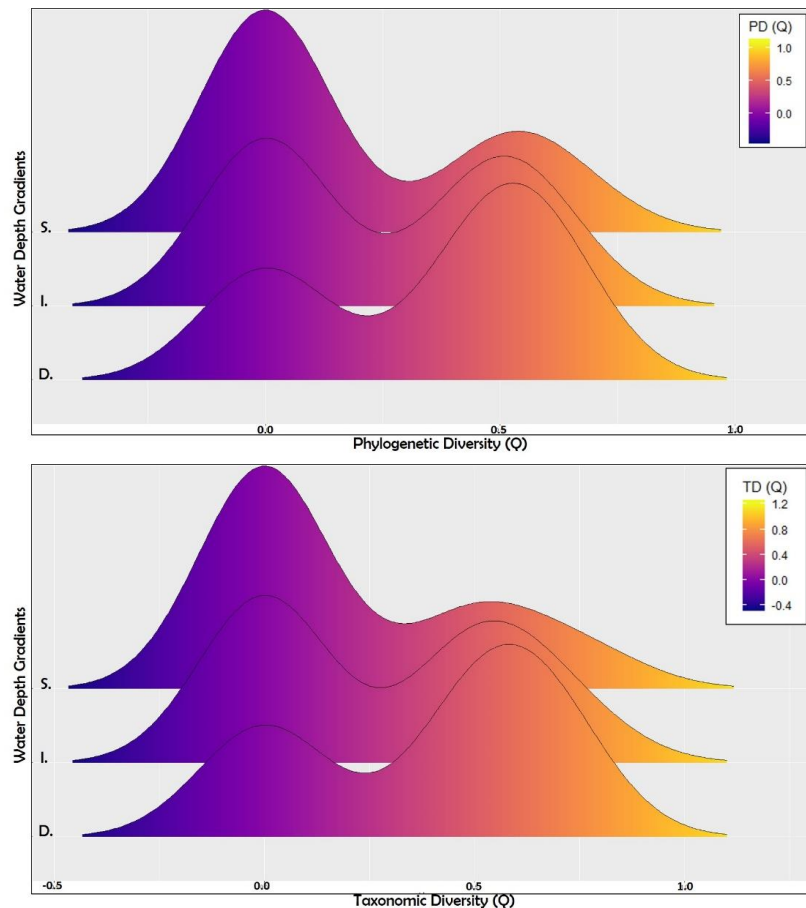 PD (Q)
1.0
0.0
Water Depth Gradients
S.
I.
D.
0.0 0.5 1.0
Phylogenetic Diversity (Q)
TD (Q)
1.2
0.8
0.4
0.0
-0.4
Water Depth Gradients
S.
I.
D.
-0.5 0.0 0.5 1.0
Taxonomic Diversity (Q)